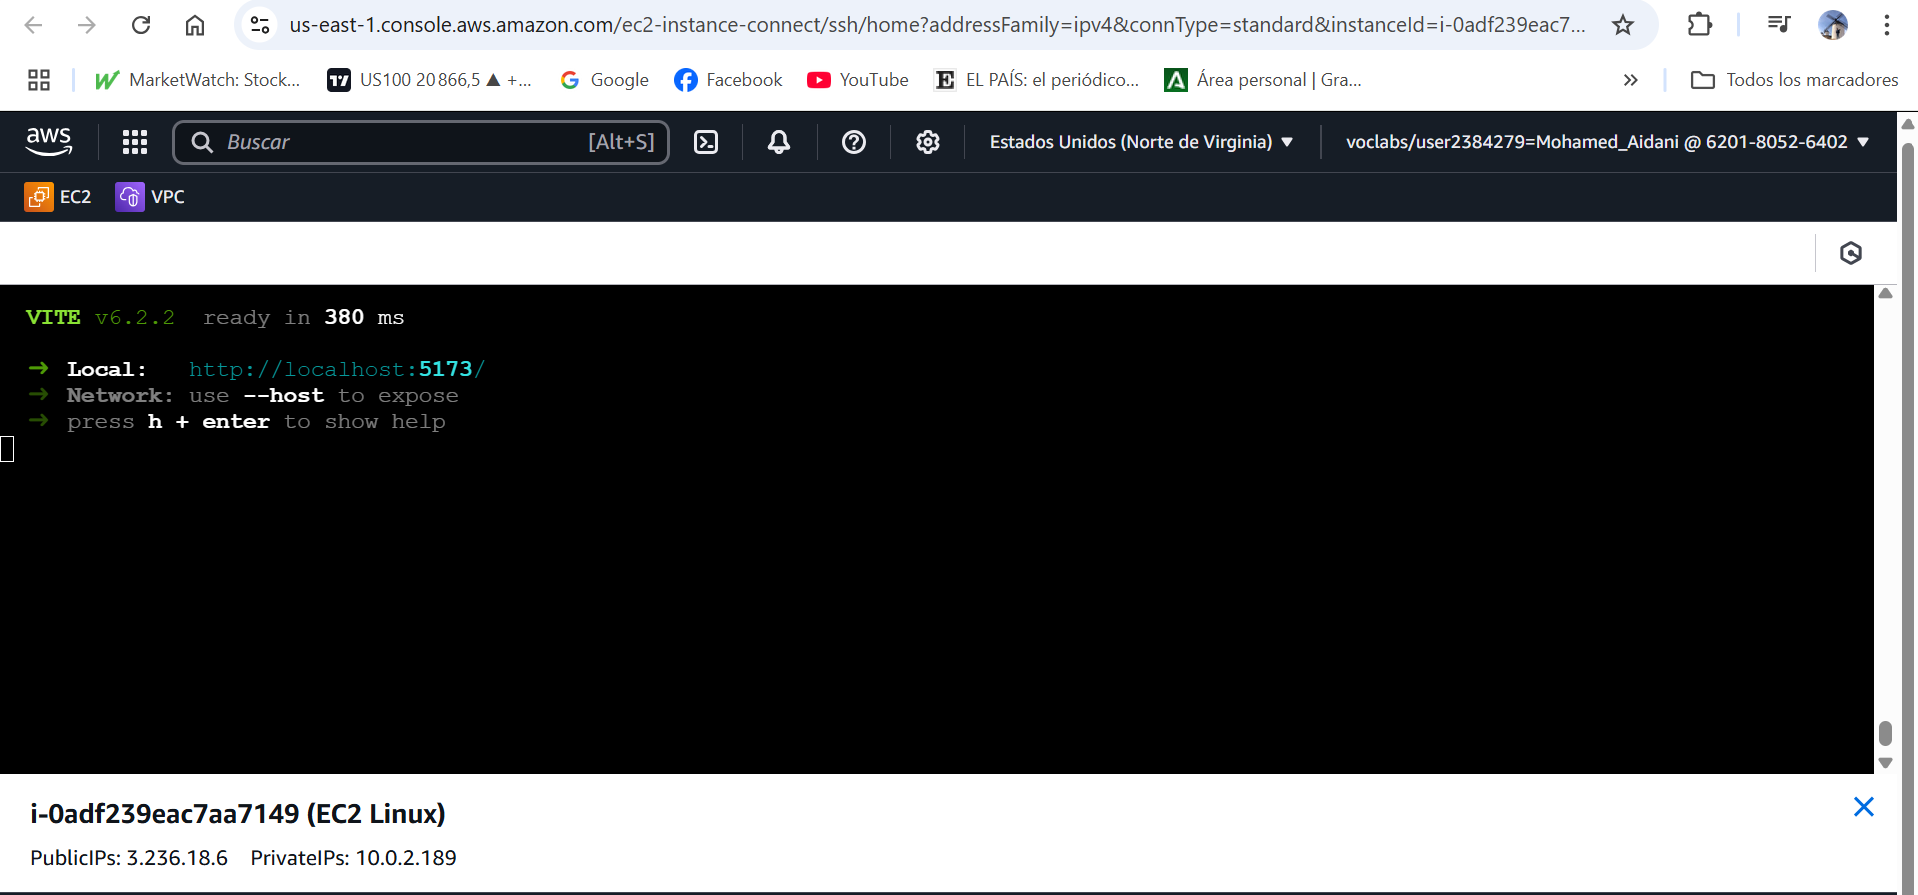 us-east-1.console.aws.amazon.com/ec2-instance-connect/ssh/home?addressFamily=ipv4&connType=standard&instanceId=i-0adf239eac7...
MarketWatch: Stock... US100 20 866,5 ▲ +... Google Facebook YouTube EL PAÍS: el periódico... Área personal | Gra... » Todos los marcadores
aws Buscar [Alt+S] Estados Unidos (Norte de Virginia) ▼ voclabs/user2384279=Mohamed_Aidani @ 6201-8052-6402 ▼
EC2 VPC
VITE v6.2.2 ready in 380 ms
➜ Local: http://localhost:5173/
➜ Network: use --host to expose
➜ press h + enter to show help
i-0adf239eac7aa7149 (EC2 Linux)
PublicIPs: 3.236.18.6 PrivateIPs: 10.0.2.189